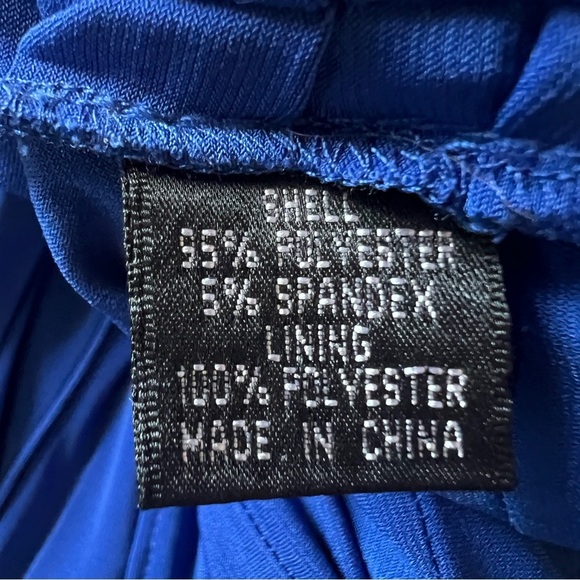 SHELL
95% POLYESTER
5% SPANDEX
LINING
100% POLYESTER
MADE IN CHINA